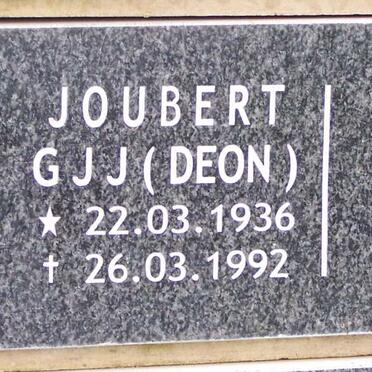 JOUBERT
GJJ (DEON)
★ 22.03.1936
† 26.03.1992